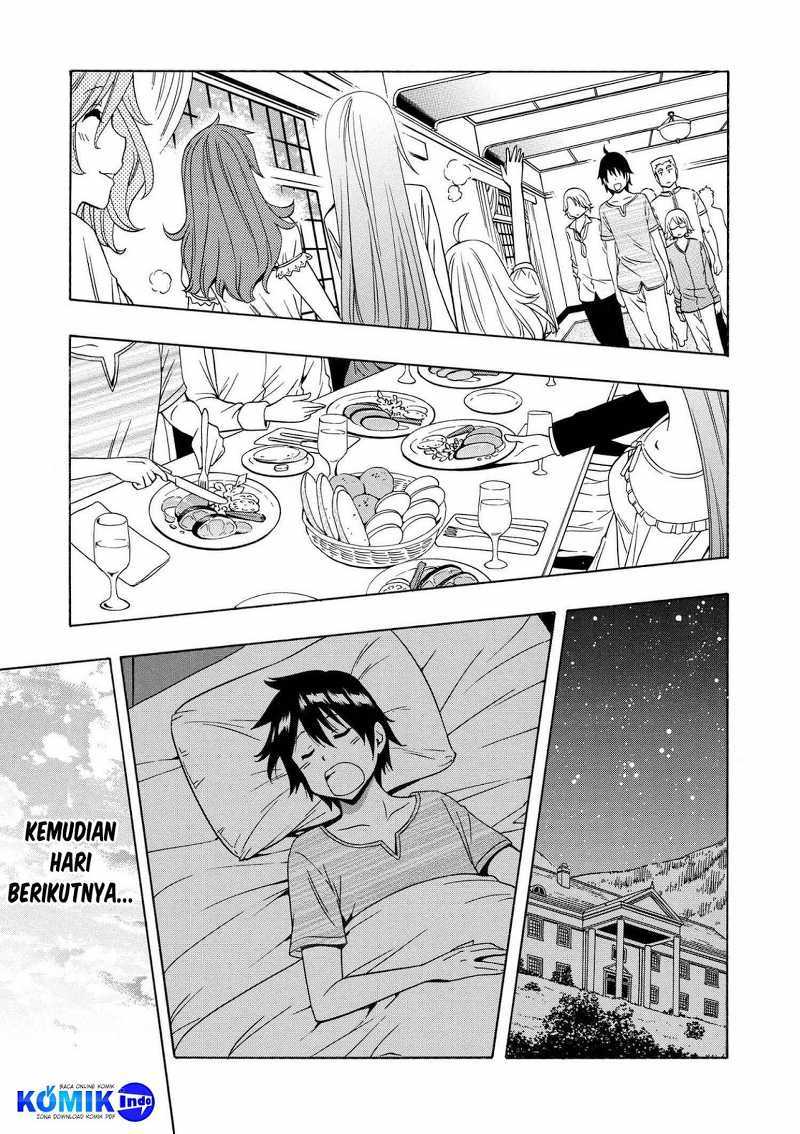 KEMUDIAN
HARI
BERIKUTNYA...
BACA ONLINE KOMIK
KOMIK Indo
ZONA DOWNLOAD KOMIK PDF